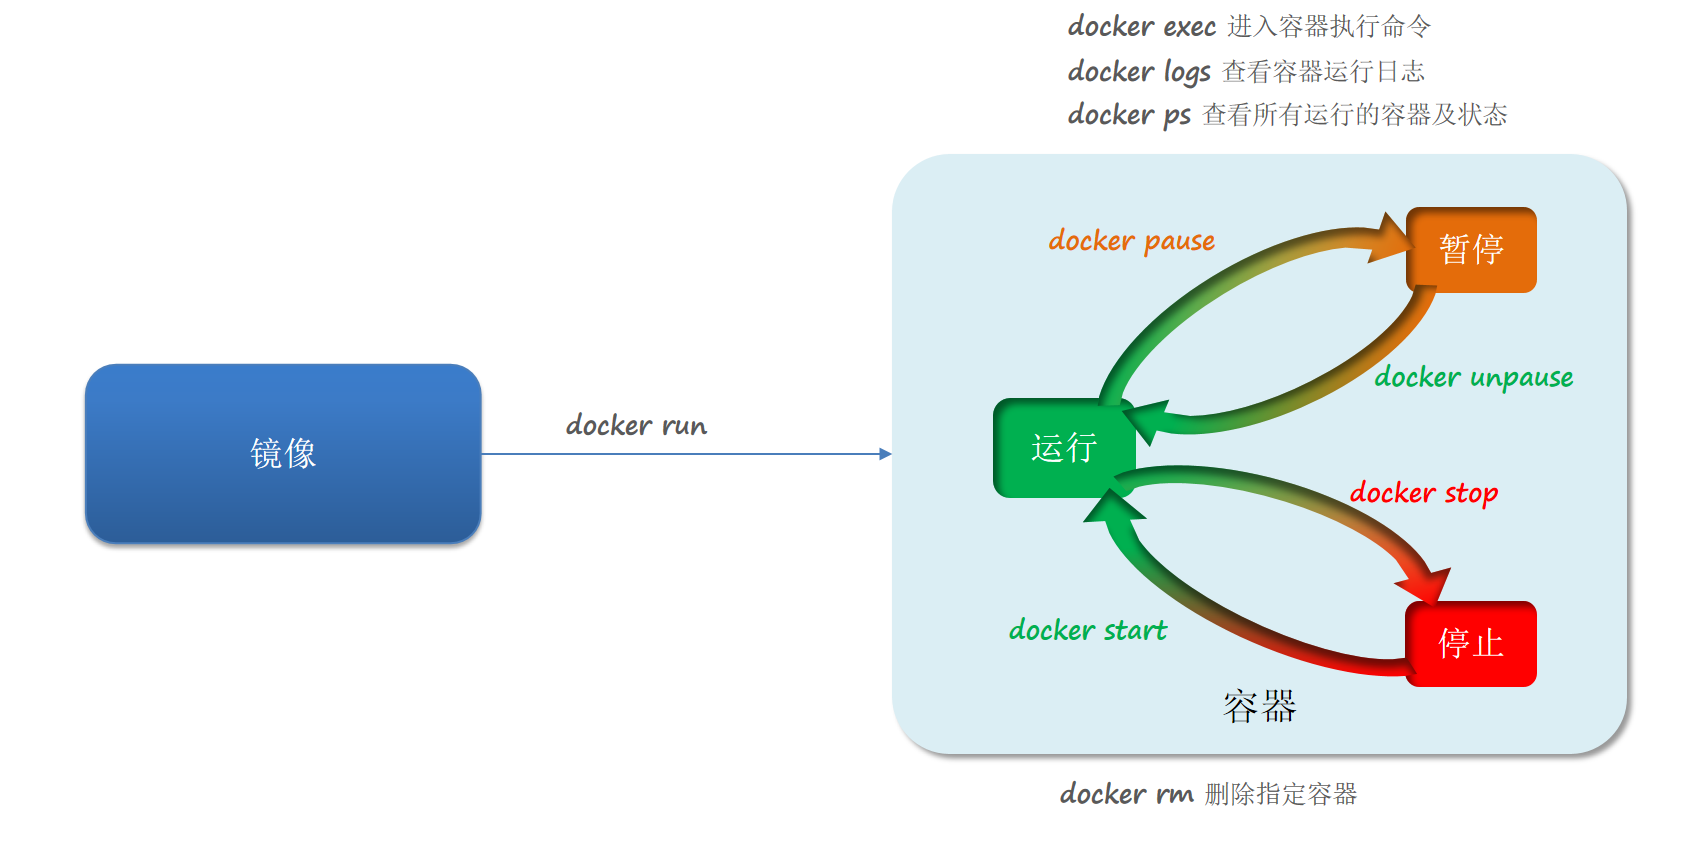 docker exec 进入容器执行命令
docker logs 查看容器运行日志
docker ps 查看所有运行的容器及状态
docker pause
暂停
docker unpause
镜像
docker run
运行
docker stop
docker start
停止
容器
docker rm 删除指定容器